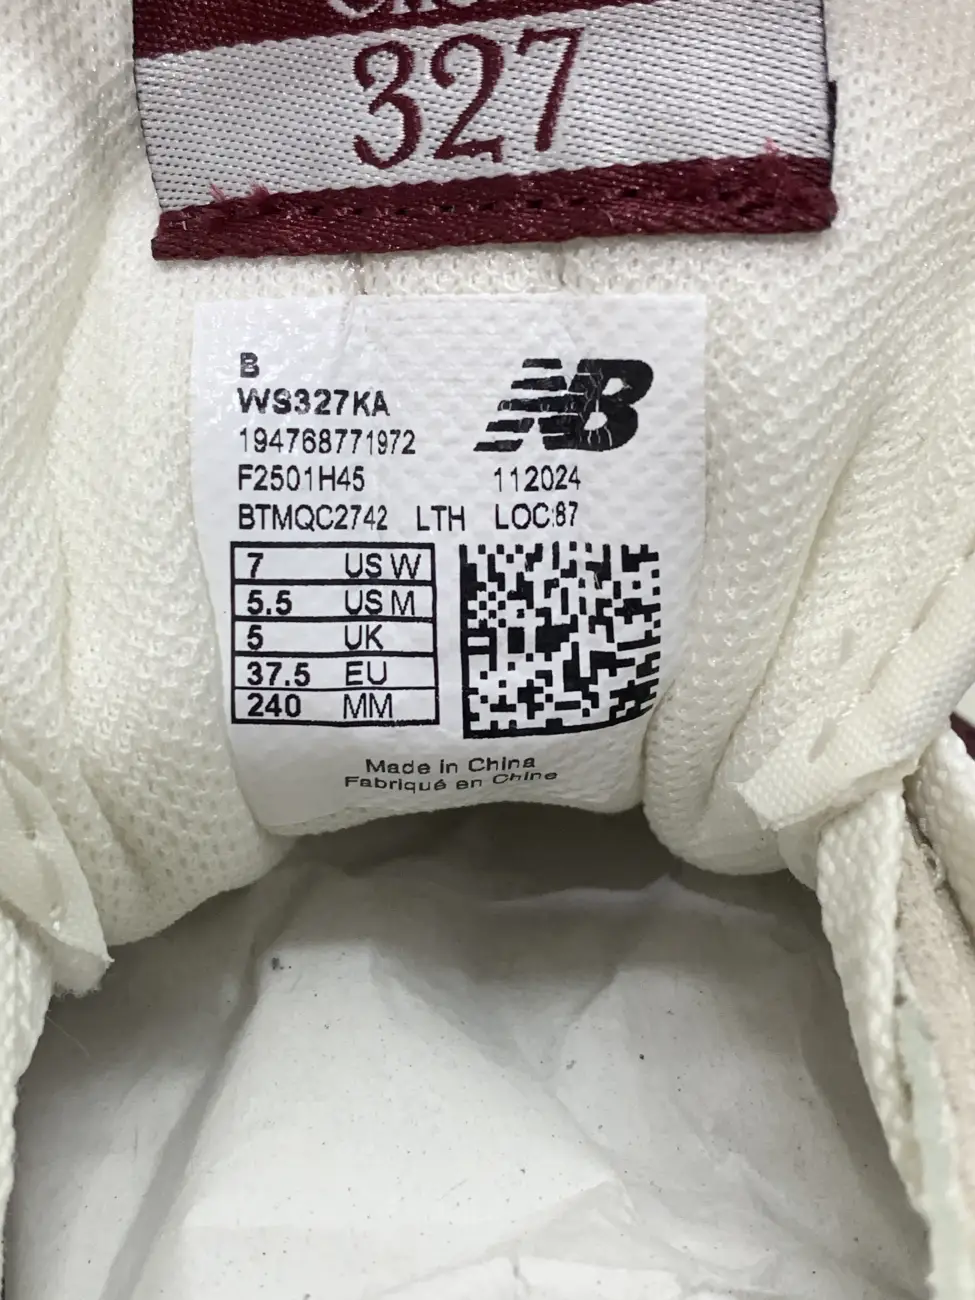 327
B
WS327KA
NB
194768771972
F2501H45 112024
BTMQC2742 LTH LOC:87
7 US W
5.5 US M
5 UK
37.5 EU
240 MM
Made in China
Fabriqué en Chine